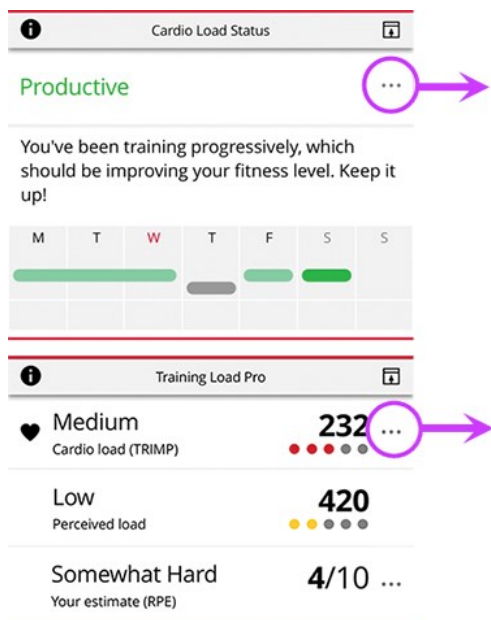 Cardio Load Status
Productive
You've been training progressively, which
should be improving your fitness level. Keep it
up!
M T W T F S S
Training Load Pro
Medium 232
Cardio load (TRIMP)
Low 420
Perceived load
Somewhat Hard 4/10
Your estimate (RPE)